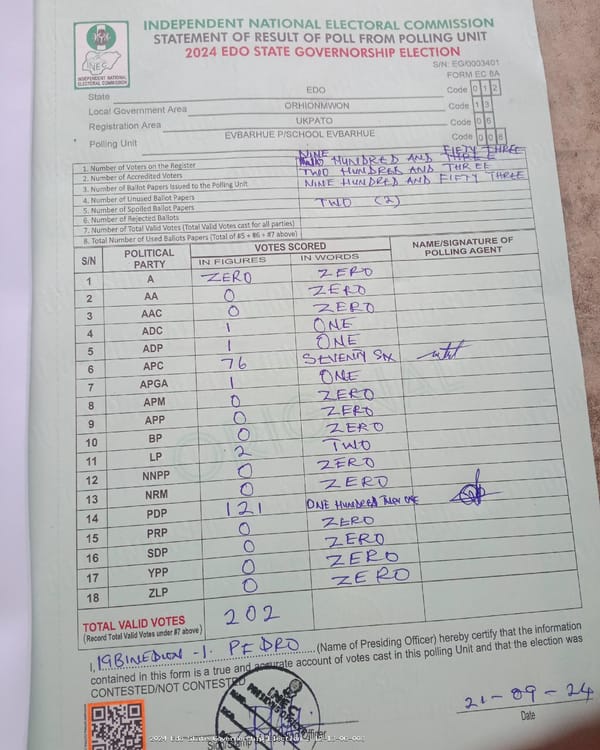 INDEPENDENT NATIONAL ELECTORAL COMMISSION
STATEMENT OF RESULT OF POLL FROM POLLING UNIT
2024 EDO STATE GOVERNORSHIP ELECTION
INEC
INDEPENDENT NATIONAL ELECTORAL COMMISSION
S/N: EG/0003401
FORM EC 8A
State EDO Code 0 1 2
Local Government Area ORHIONMWON Code 1 3
Registration Area UKPATO Code 0 6
Polling Unit EVBARHUE P/SCHOOL EVBARHUE Code 0 0 8
1. Number of Voters on the Register NINE HUNDRED AND FIFTY THREE
2. Number of Accredited Voters TWO HUNDRED AND THREE
3. Number of Ballot Papers Issued to the Polling Unit NINE HUNDRED AND FIFTY THREE
4. Number of Unused Ballot Papers
5. Number of Spoiled Ballot Papers TWO (2)
6. Number of Rejected Ballots
7. Number of Total Valid Votes (Total Valid Votes cast for all parties)
8. Total Number of Used Ballots Papers (Total of #5 + #6 + #7 above)
S/N POLITICAL PARTY VOTES SCORED NAME/SIGNATURE OF POLLING AGENT
IN FIGURES IN WORDS
1 A ZERO ZERO
2 AA 0 ZERO
3 AAC 0 ZERO
4 ADC 1 ONE
5 ADP 1 ONE
6 APC 76 SEVENTY SIX
7 APGA 1 ONE
8 APM 0 ZERO
9 APP 0 ZERO
10 BP 0 ZERO
11 LP 2 TWO
12 NNPP 0 ZERO
13 NRM 0 ZERO
14 PDP 121 ONE HUNDRED
15 PRP 0 ZERO
16 SDP 0 ZERO
17 YPP 0 ZERO
18 ZLP 0 ZERO
ORIGINAL
TOTAL VALID VOTES 202
(Record Total Valid Votes under #7 above)
I, IGBINEDION - I. PEDRO (Name of Presiding Officer) hereby certify that the information
contained in this form is a true and accurate account of votes cast in this polling Unit and that the election was
CONTESTED/NOT CONTESTED
21-09-24
Date
2024 Edo State Governorship Election